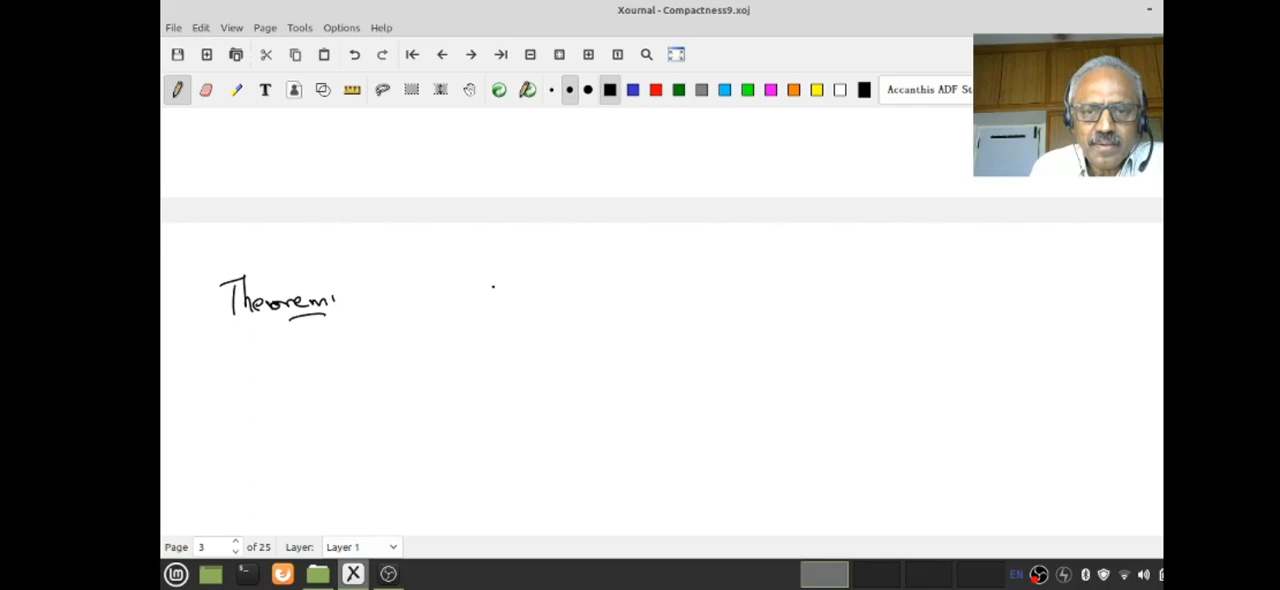 Xournal - Compactness9.xoj
File Edit View Page Tools Options Help
T
Accanthis ADF St
Theorem
Page 3 of 25 Layer: Layer 1
X EN